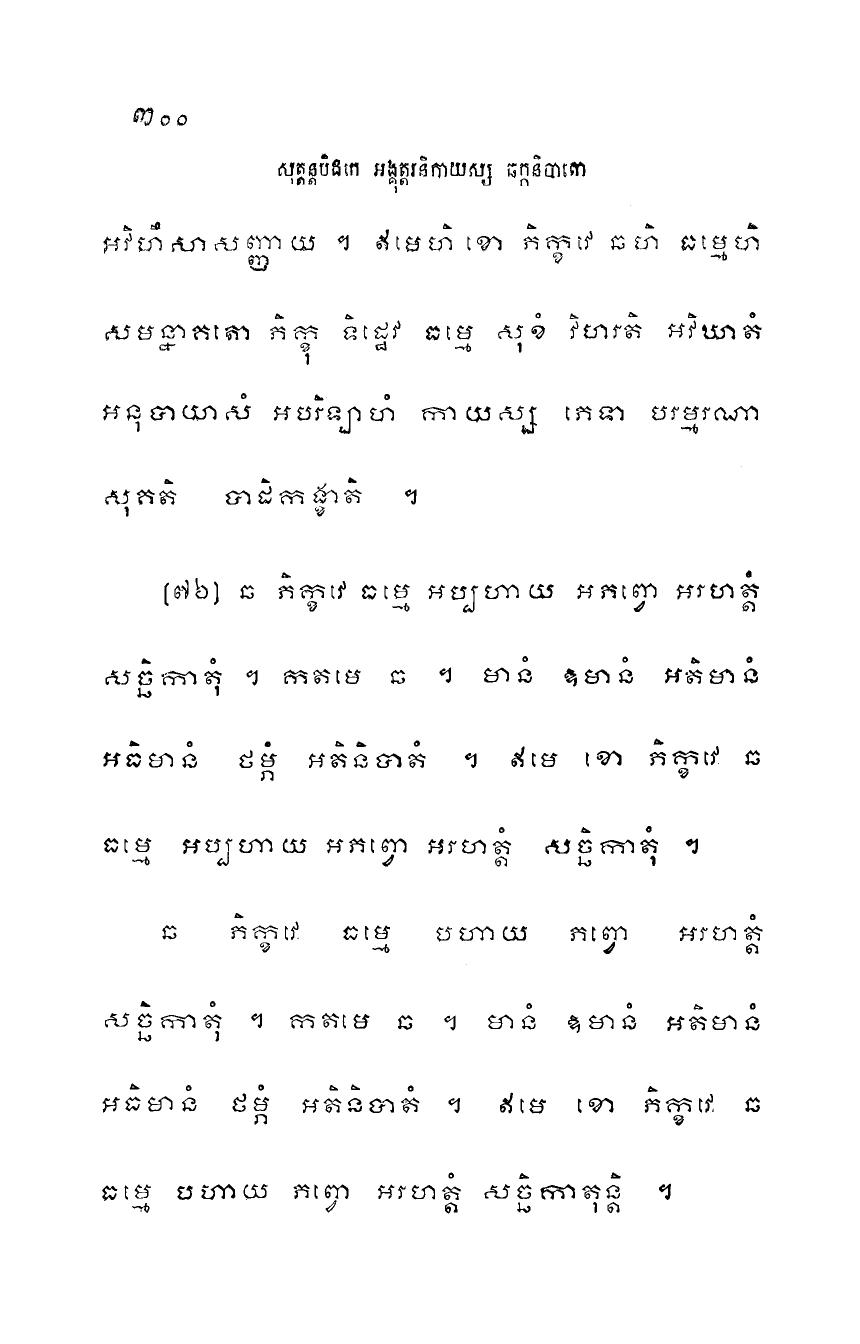 ៣០០
សុត្តន្តបិដកេ អង្គុត្តរនិកាយស្ស ឆក្កនិបាតោ
អវិហឹសាសញ្ញាយ ។ ឥមេហិ ខោ ភិក្ខវេ ឆហិ ធម្មេហិ
សមន្នាគតោ ភិក្ខុ ទិដ្ឋេវ ធម្មេ សុខំ វិហរតិ អវិឃាតំ
អនុបាយាសំ អបរិឡ្បាហំ កាយស្ស ភេទា បរម្មរណា
សុគតិ បាដិកង្ខាតិ ។
(៧៦) ឆ ភិក្ខវេ ធម្មេ អប្បហាយ អភព្វោ អរហត្តំ
សច្ឆិកាតុំ ។ កតមេ ឆ ។ មានំ ឱមានំ អតិមានំ
អធិមានំ ថម្ភំ អតិនិបាតំ ។ ឥមេ ខោ ភិក្ខវេ ឆ
ធម្មេ អប្បហាយ អភព្វោ អរហត្តំ សច្ឆិកាតុំ ។
ឆ ភិក្ខវេ ធម្មេ បហាយ ភព្វោ អរហត្តំ
សច្ឆិកាតុំ ។ កតមេ ឆ ។ មានំ ឱមានំ អតិមានំ
អធិមានំ ថម្ភំ អតិនិបាតំ ។ ឥមេ ខោ ភិក្ខវេ ឆ
ធម្មេ បហាយ ភព្វោ អរហត្តំ សច្ឆិកាតុន្តិ ។